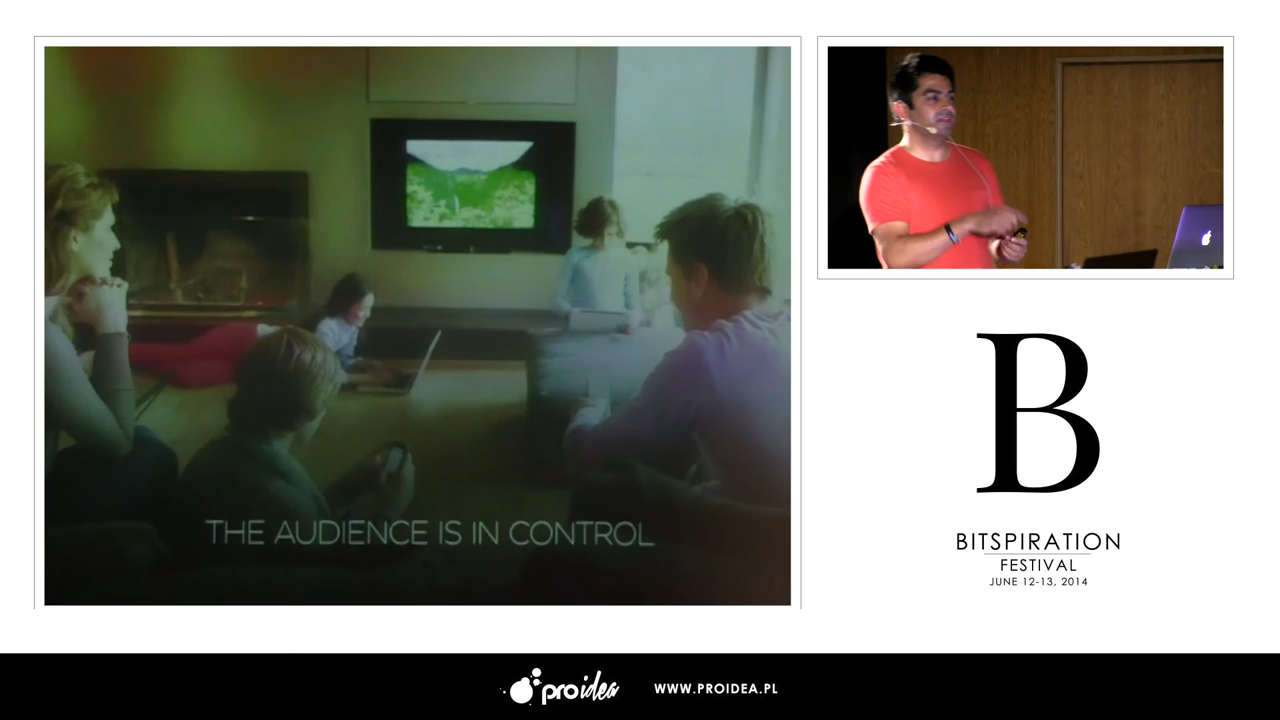 THE AUDIENCE IS IN CONTROL
B
BITSPIRATION
FESTIVAL
JUNE 12-13, 2014
proidea
WWW.PROIDEA.PL